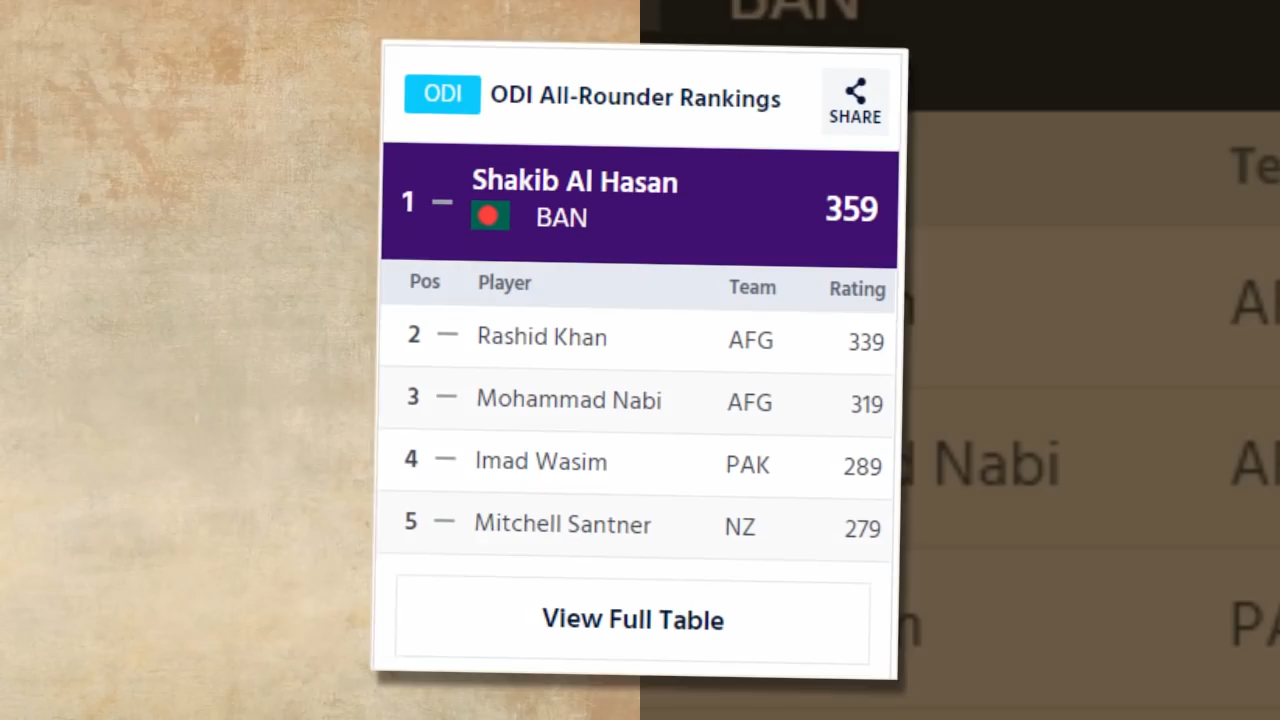 BAN
ODI ODI All-Rounder Rankings
SHARE
1 — Shakib Al Hasan 359
BAN
Pos Player Team Rating
2 — Rashid Khan AFG 339
3 — Mohammad Nabi AFG 319
4 — Imad Wasim PAK 289
5 — Mitchell Santner NZ 279
View Full Table
Nabi